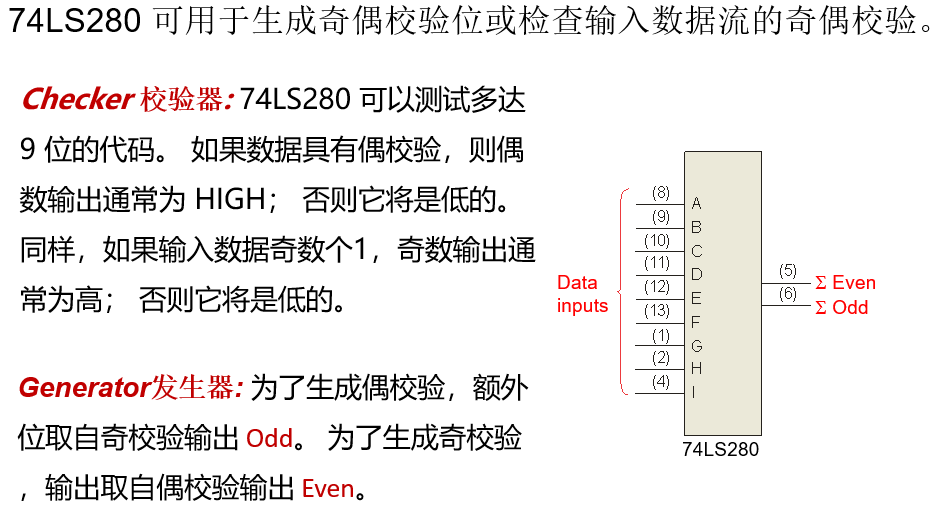 74LS280 可用于生成奇偶校验位或检查输入数据流的奇偶校验。
Checker 校验器: 74LS280 可以测试多达
9 位的代码。 如果数据具有偶校验，则偶
数输出通常为 HIGH； 否则它将是低的。
同样，如果输入数据奇数个1，奇数输出通
常为高； 否则它将是低的。
Generator发生器: 为了生成偶校验，额外
位取自奇校验输出 Odd。 为了生成奇校验
，输出取自偶校验输出 Even。
Data
inputs
(8) A
(9) B
(10) C
(11) D
(12) E
(13) F
(1) G
(2) H
(4) I
(5) Σ Even
(6) Σ Odd
74LS280